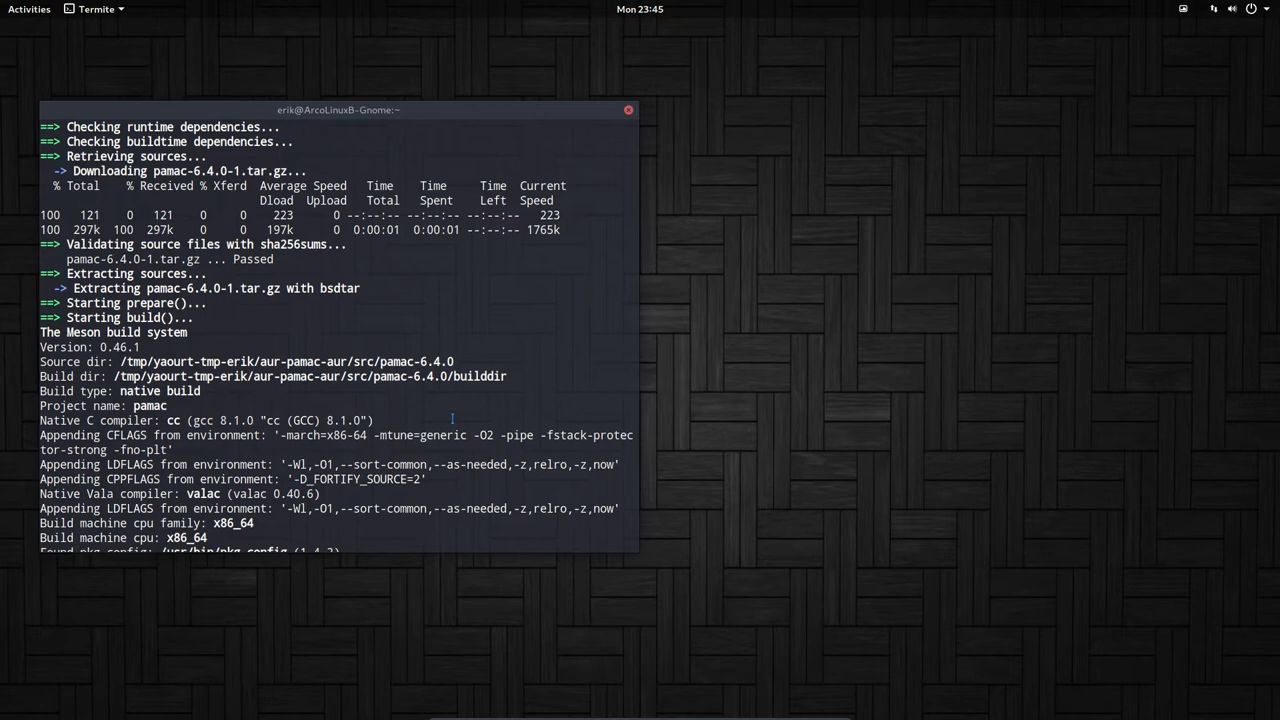 Activities Termite Mon 23:45
erik@ArcoLinuxB-Gnome:~
==> Checking runtime dependencies...
==> Checking buildtime dependencies...
==> Retrieving sources...
-> Downloading pamac-6.4.0-1.tar.gz...
% Total % Received % Xferd Average Speed Time Time Time Current
Dload Upload Total Spent Left Speed
100 121 0 121 0 0 223 0 --:--:-- --:--:-- --:--:-- 223
100 297k 0 297k 0 0 197k 0 0:00:01 0:00:01 --:--:-- 1765k
==> Validating source files with sha256sums...
pamac-6.4.0-1.tar.gz ... Passed
==> Extracting sources...
-> Extracting pamac-6.4.0-1.tar.gz with bsdtar
==> Starting prepare()...
==> Starting build()...
The Meson build system
Version: 0.46.1
Source dir: /tmp/yaourt-tmp-erik/aur-pamac-aur/src/pamac-6.4.0
Build dir: /tmp/yaourt-tmp-erik/aur-pamac-aur/src/pamac-6.4.0/builddir
Build type: native build
Project name: pamac
Native C compiler: cc (gcc 8.1.0 "cc (GCC) 8.1.0")
Appending CFLAGS from environment: '-march=x86-64 -mtune=generic -O2 -pipe -fstack-protec
tor-strong -fno-plt'
Appending LDFLAGS from environment: '-Wl,-O1,--sort-common,--as-needed,-z,relro,-z,now'
Appending CPPFLAGS from environment: '-D_FORTIFY_SOURCE=2'
Native Vala compiler: valac (valac 0.40.6)
Appending LDFLAGS from environment: '-Wl,-O1,--sort-common,--as-needed,-z,relro,-z,now'
Build machine cpu family: x86_64
Build machine cpu: x86_64
Found pkg-config: /usr/bin/pkg-config (1.4.2)